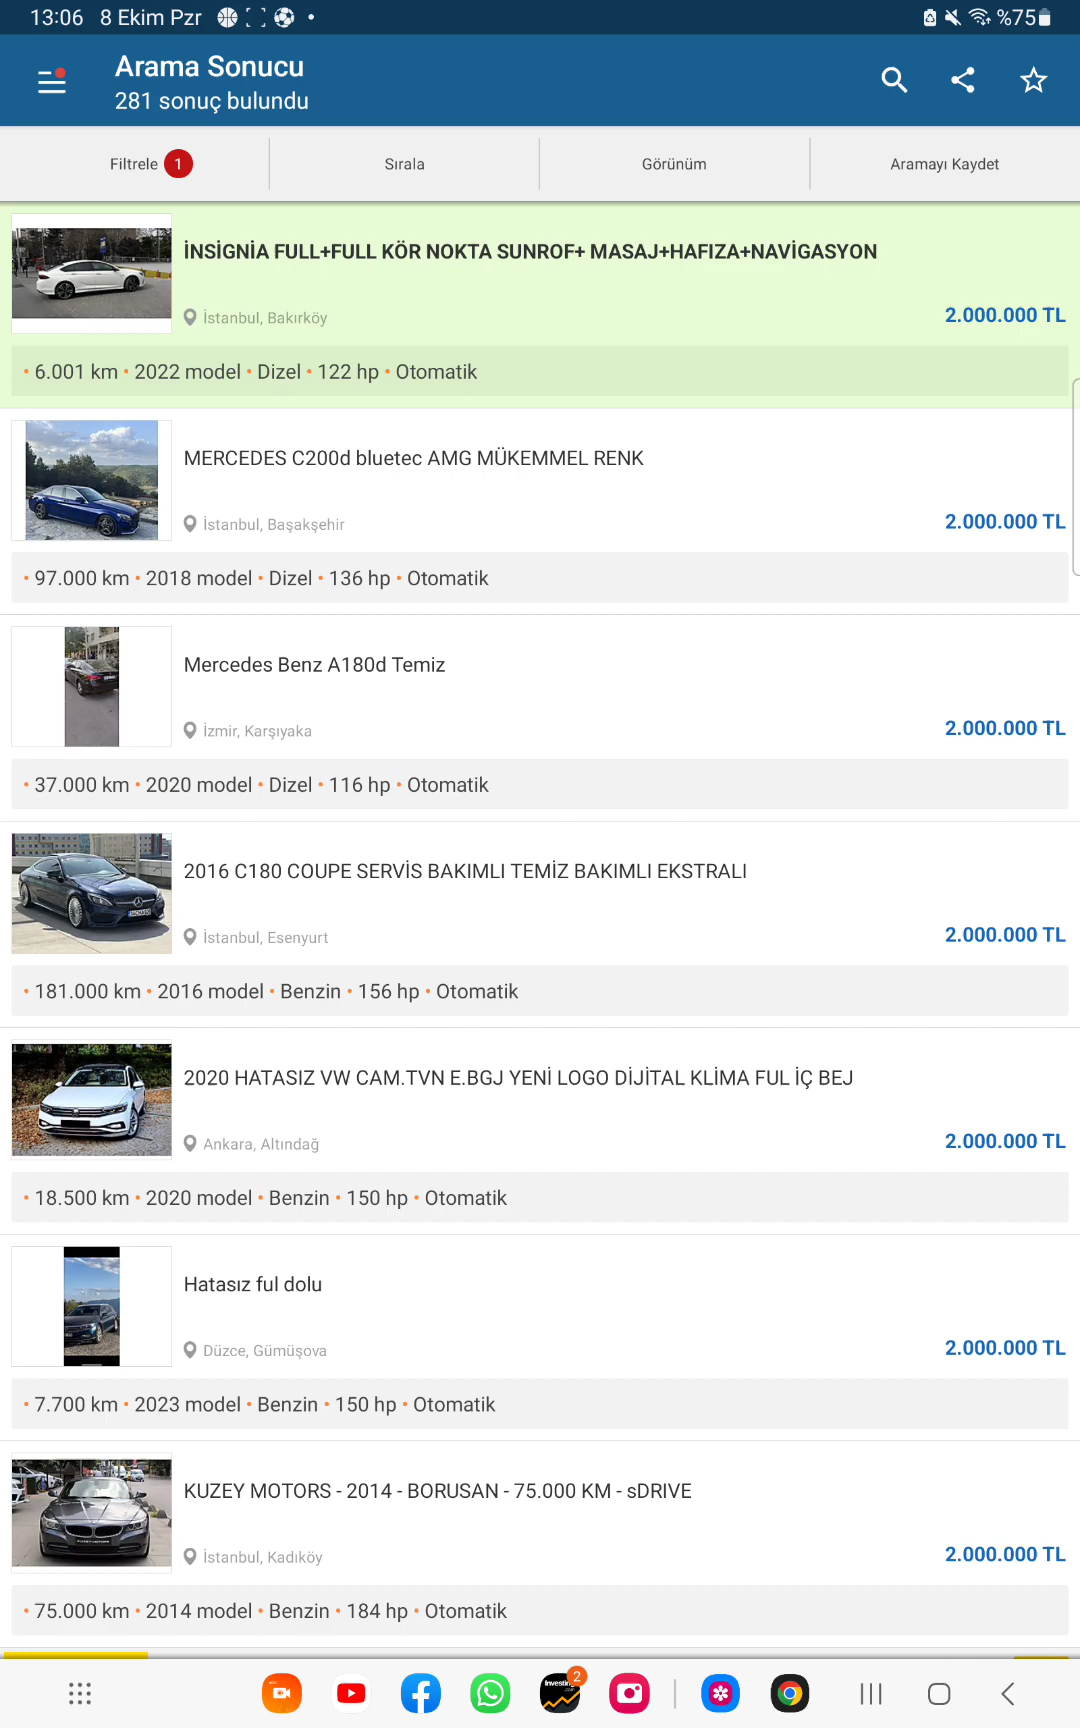 13:06 8 Ekim Pzr
%75
Arama Sonucu
281 sonuç bulundu
Filtrele 1
Sırala
Görünüm
Aramayı Kaydet
İNSİGNİA FULL+FULL KÖR NOKTA SUNROF+ MASAJ+HAFIZA+NAVİGASYON
İstanbul, Bakırköy
2.000.000 TL
• 6.001 km • 2022 model • Dizel • 122 hp • Otomatik
MERCEDES C200d bluetec AMG MÜKEMMEL RENK
İstanbul, Başakşehir
2.000.000 TL
• 97.000 km • 2018 model • Dizel • 136 hp • Otomatik
Mercedes Benz A180d Temiz
İzmir, Karşıyaka
2.000.000 TL
• 37.000 km • 2020 model • Dizel • 116 hp • Otomatik
2016 C180 COUPE SERVİS BAKIMLI TEMİZ BAKIMLI EKSTRALI
İstanbul, Esenyurt
2.000.000 TL
• 181.000 km • 2016 model • Benzin • 156 hp • Otomatik
2020 HATASIZ VW CAM.TVN E.BGJ YENİ LOGO DİJİTAL KLİMA FUL İÇ BEJ
Ankara, Altındağ
2.000.000 TL
• 18.500 km • 2020 model • Benzin • 150 hp • Otomatik
Hatasız ful dolu
Düzce, Gümüşova
2.000.000 TL
• 7.700 km • 2023 model • Benzin • 150 hp • Otomatik
KUZEY MOTORS - 2014 - BORUSAN - 75.000 KM - sDRIVE
İstanbul, Kadıköy
2.000.000 TL
• 75.000 km • 2014 model • Benzin • 184 hp • Otomatik
2